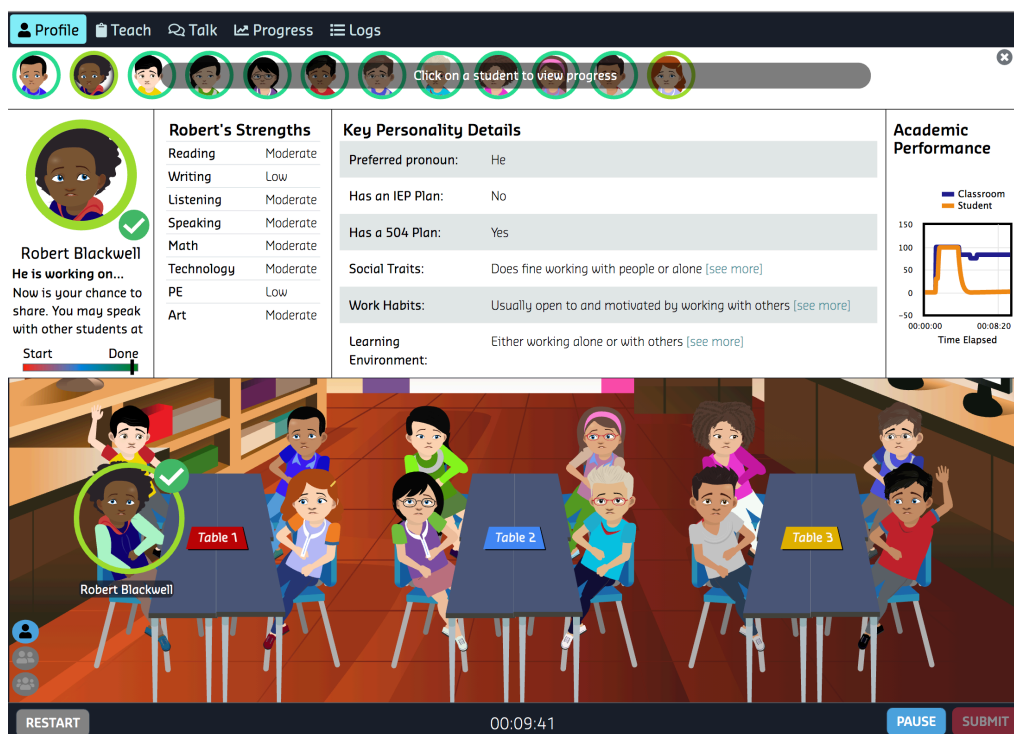 Profile Teach Talk Progress Logs
Click on a student to view progress
Robert Blackwell
He is working on...
Now is your chance to
share. You may speak
with other students at
Start Done
Robert's Strengths
Reading Moderate
Writing Low
Listening Moderate
Speaking Moderate
Math Moderate
Technology Moderate
PE Low
Art Moderate
Key Personality Details
Preferred pronoun: He
Has an IEP Plan: No
Has a 504 Plan: Yes
Social Traits: Does fine working with people or alone [see more]
Work Habits: Usually open to and motivated by working with others [see more]
Learning Either working alone or with others [see more]
Environment:
Academic
Performance
Classroom
Student
150
100
50
0
-50
00:00:00 00:08:20
Time Elapsed
Table 1 Table 2 Table 3
Robert Blackwell
RESTART 00:09:41 PAUSE SUBMIT